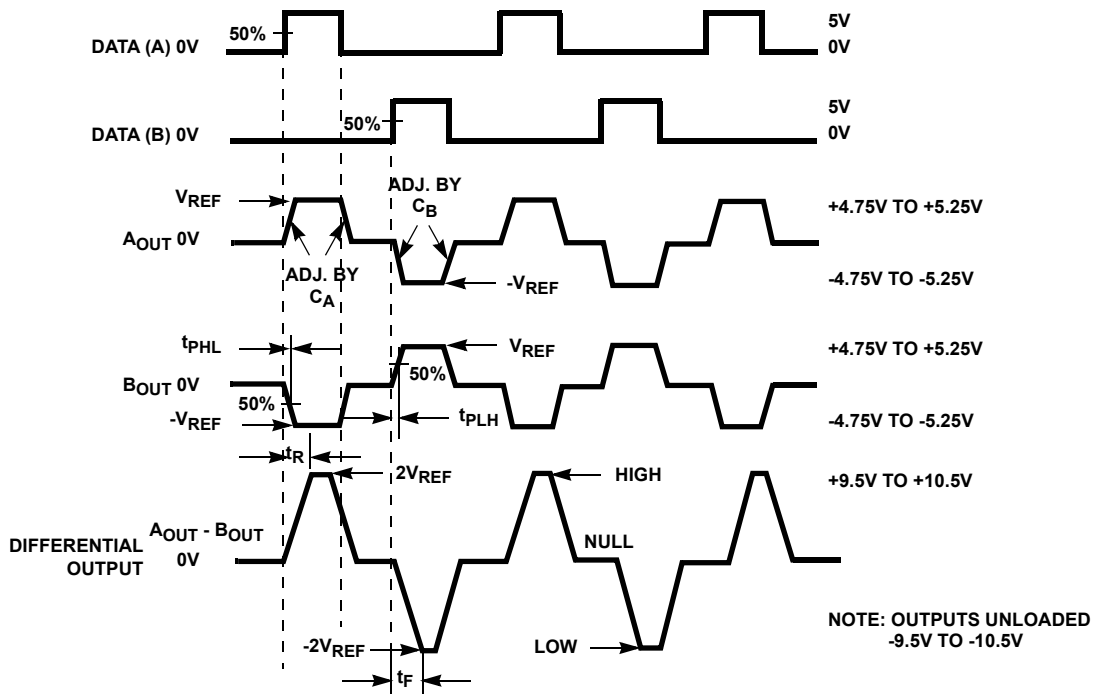 50%
DATA (A) 0V
5V
0V
50%
DATA (B) 0V
5V
0V
VREF
ADJ. BY
CB
+4.75V TO +5.25V
AOUT 0V
ADJ. BY
CA
-VREF
-4.75V TO -5.25V
tPHL
VREF
+4.75V TO +5.25V
50%
BOUT 0V
50%
-VREF
tPLH
-4.75V TO -5.25V
tR
2VREF
HIGH
+9.5V TO +10.5V
AOUT - BOUT
NULL
DIFFERENTIAL
OUTPUT
0V
-2VREF
LOW
NOTE: OUTPUTS UNLOADED
-9.5V TO -10.5V
tF